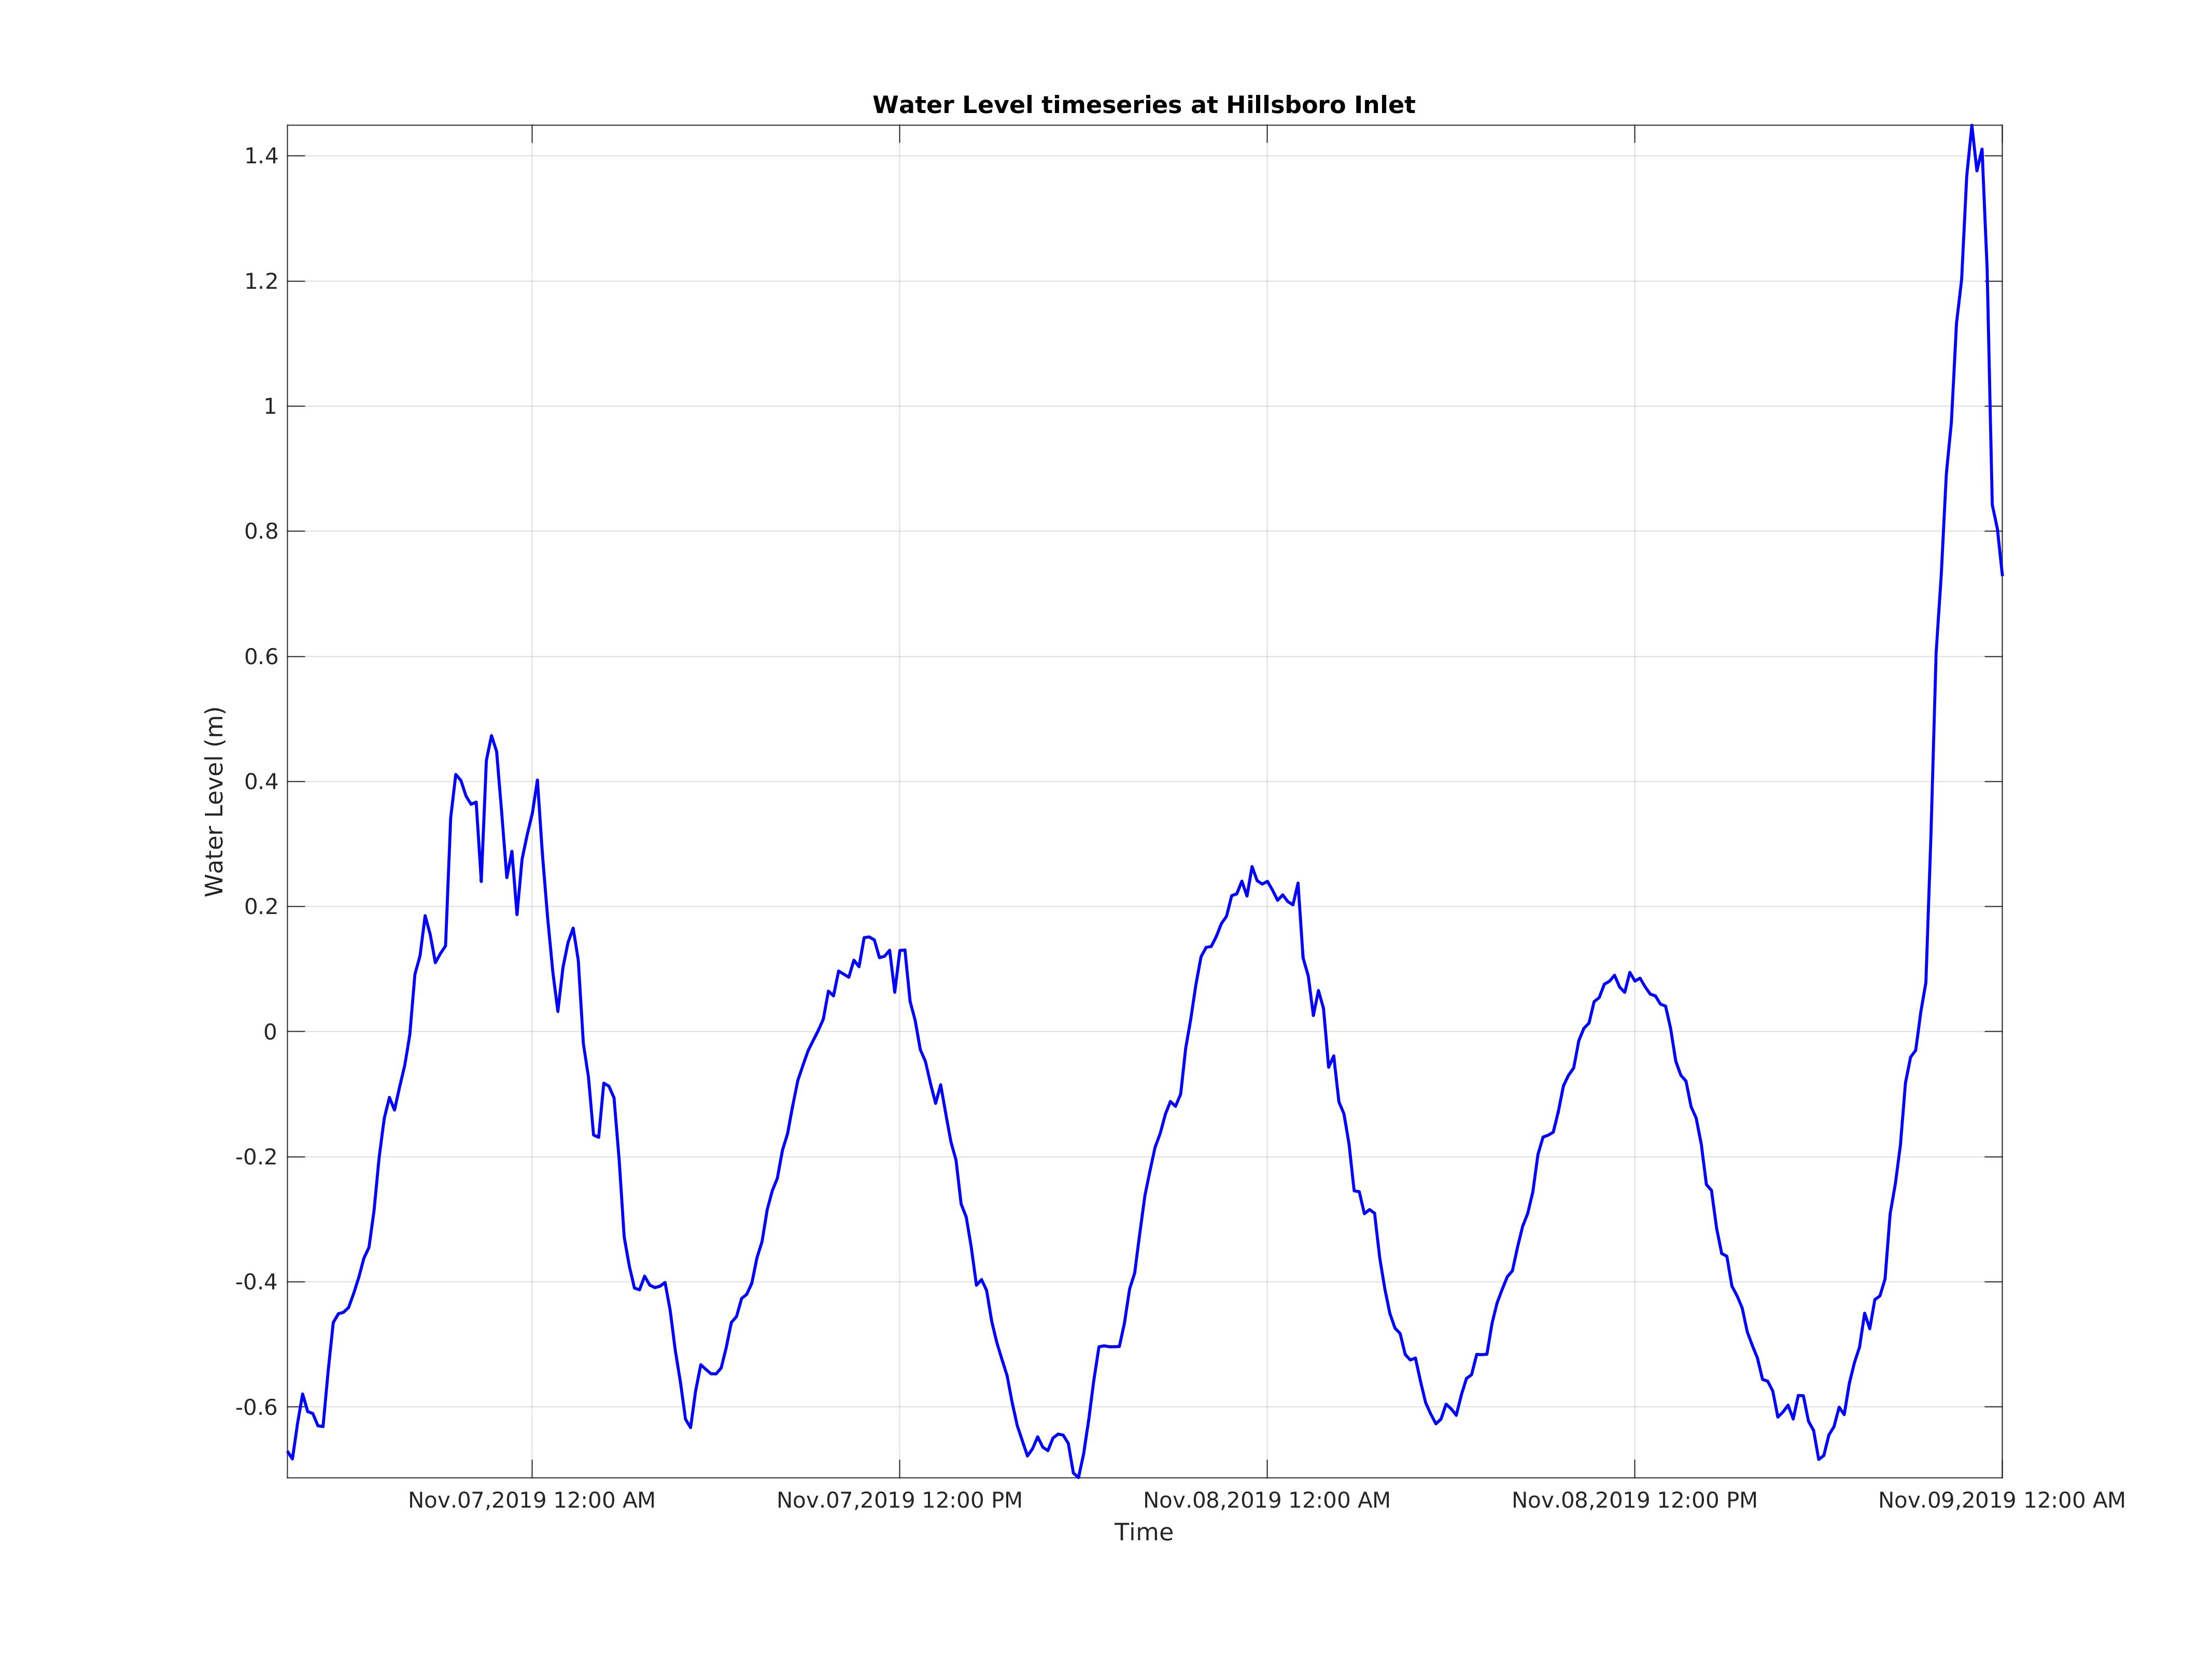 Water Level timeseries at Hillsboro Inlet
1.4
1.2
1
0.8
0.6
0.4
0.2
0
-0.2
-0.4
-0.6
Water Level (m)
Nov.07,2019 12:00 AM Nov.07,2019 12:00 PM Nov.08,2019 12:00 AM Nov.08,2019 12:00 PM Nov.09,2019 12:00 AM
Time